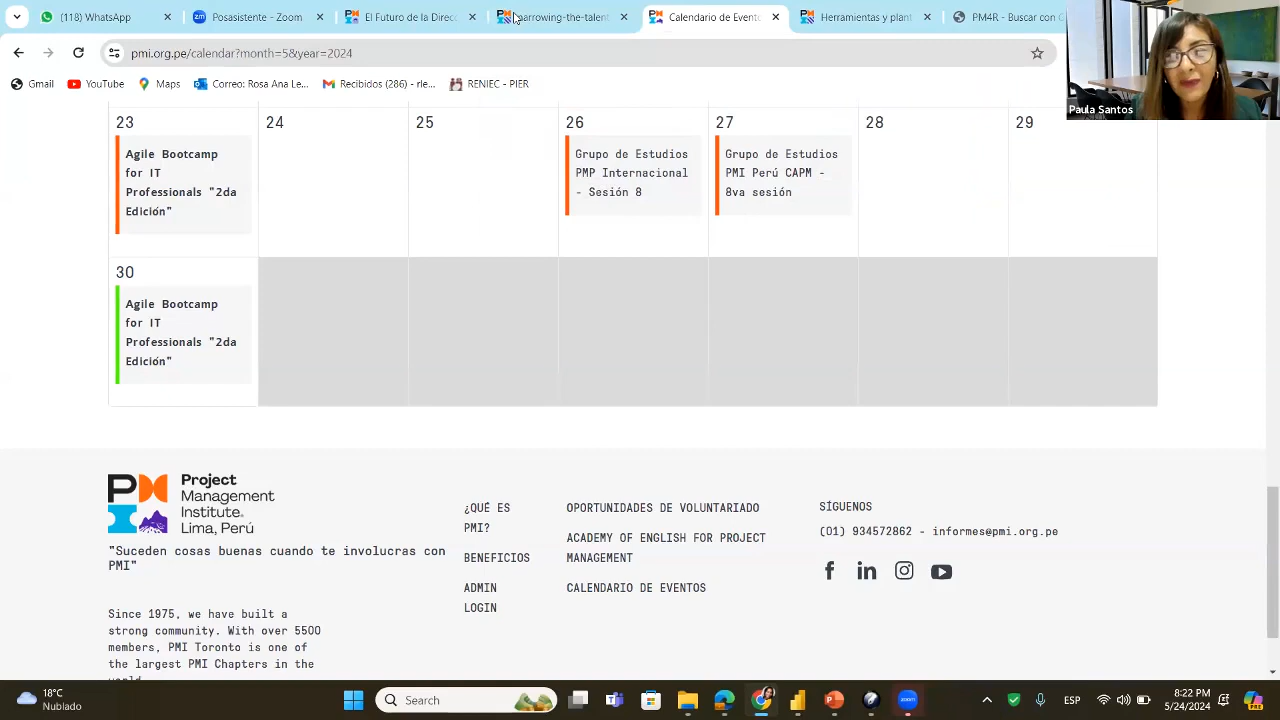 (118) WhatsApp
Posasistente - Zoom
El Futuro de la Direc
narrowing-the-talent
Calendario de Evento
Herramientas y plant
PM4R - Buscar con G
pmi.org.pe/calendar?month=5&year=2024
Gmail
YouTube
Maps
Correo: Rosa Ana Le...
Recibidos (286) - rle...
RENIEC - PIER
Paula Santos
23
24
25
26
27
28
29
Agile Bootcamp
for IT
Professionals "2da
Edición"
Grupo de Estudios
PMP Internacional
- Sesión 8
Grupo de Estudios
PMI Perú CAPM -
8va sesión
30
Agile Bootcamp
for IT
Professionals "2da
Edición"
Project
Management
Institute.
Lima, Perú
"Suceden cosas buenas cuando te involucras con
PMI"
Since 1975, we have built a
strong community. With over 5500
members, PMI Toronto is one of
the largest PMI Chapters in the
world.
¿QUÉ ES
PMI?
BENEFICIOS
ADMIN
LOGIN
OPORTUNIDADES DE VOLUNTARIADO
ACADEMY OF ENGLISH FOR PROJECT
MANAGEMENT
CALENDARIO DE EVENTOS
SÍGUENOS
(01) 934572862 - informes@pmi.org.pe
18°C
Nublado
Search
ESP
8:22 PM
5/24/2024